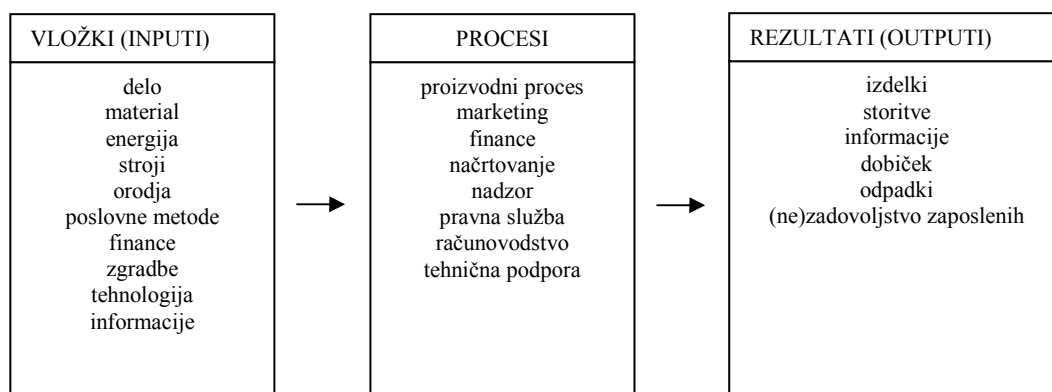 VLOŽKI (INPUTI)
delo
material
energija
stroji
orodja
poslovne metode
finance
zgradbe
tehnologija
informacije
PROCESI
proizvodni proces
marketing
finance
načrtovanje
nadzor
pravna služba
računovodstvo
tehnična podpora
REZULTATI (OUTPUTI)
izdelki
storitve
informacije
dobiček
odpadki
(ne)zadovoljstvo zaposlenih